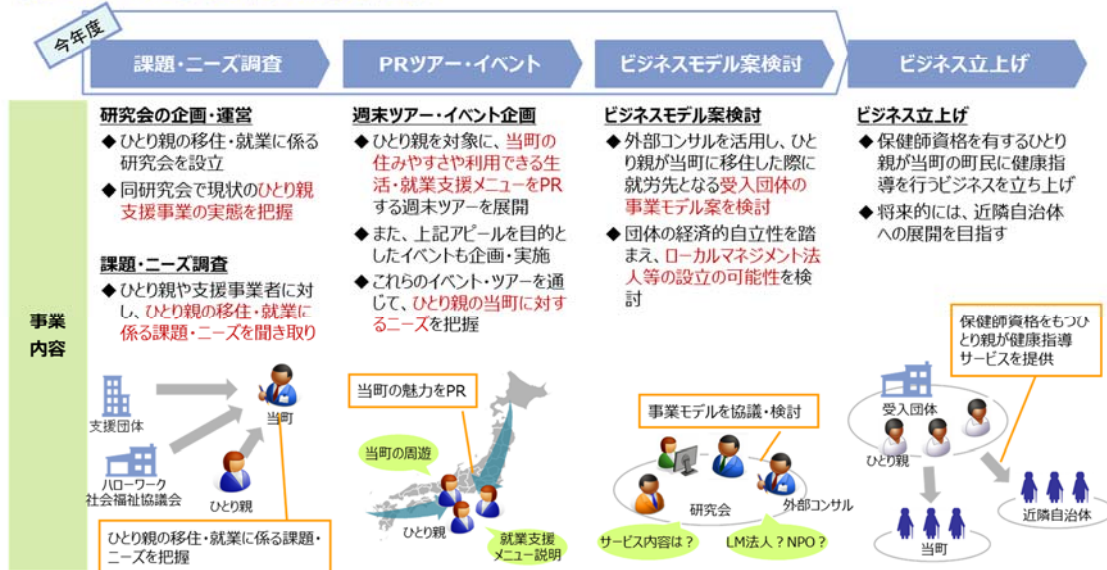 今年度
課題・ニーズ調査
PRツアー・イベント
ビジネスモデル案検討
ビジネス立上げ
事業
内容
研究会の企画・運営
◆ひとり親の移住・就業に係る
研究会を設立
◆同研究会で現状のひとり親
支援事業の実態を把握
課題・ニーズ調査
◆ひとり親や支援事業者に対
し、ひとり親の移住・就業に
係る課題・ニーズを聞き取り
支援団体
当町
ハローワーク
社会福祉協議会
ひとり親
ひとり親の移住・就業に係る課題・
ニーズを把握
週末ツアー・イベント企画
◆ひとり親を対象に、当町の
住みやすさや利用できる生
活・就業支援メニューをPR
する週末ツアーを展開
◆また、上記アピールを目的と
したイベントも企画・実施
◆これらのイベント・ツアーを通
じて、ひとり親の当町に対す
るニーズを把握
当町の魅力をPR
当町の周遊
ひとり親
就業支援
メニュー説明
ビジネスモデル案検討
◆外部コンサルを活用し、ひと
り親が当町に移住した際に
就労先となる受入団体の
事業モデル案を検討
◆団体の経済的自立性を踏
まえ、ローカルマネジメント法
人等の設立の可能性を検
討
事業モデルを協議・検討
研究会
外部コンサル
サービス内容は？
LM法人？NPO？
ビジネス立上げ
◆保健師資格を有するひとり
親が当町の町民に健康指
導を行うビジネスを立ち上げ
◆将来的には、近隣自治体
への展開を目指す
保健師資格をもつひ
とり親が健康指導
サービスを提供
受入団体
ひとり親
近隣自治体
当町